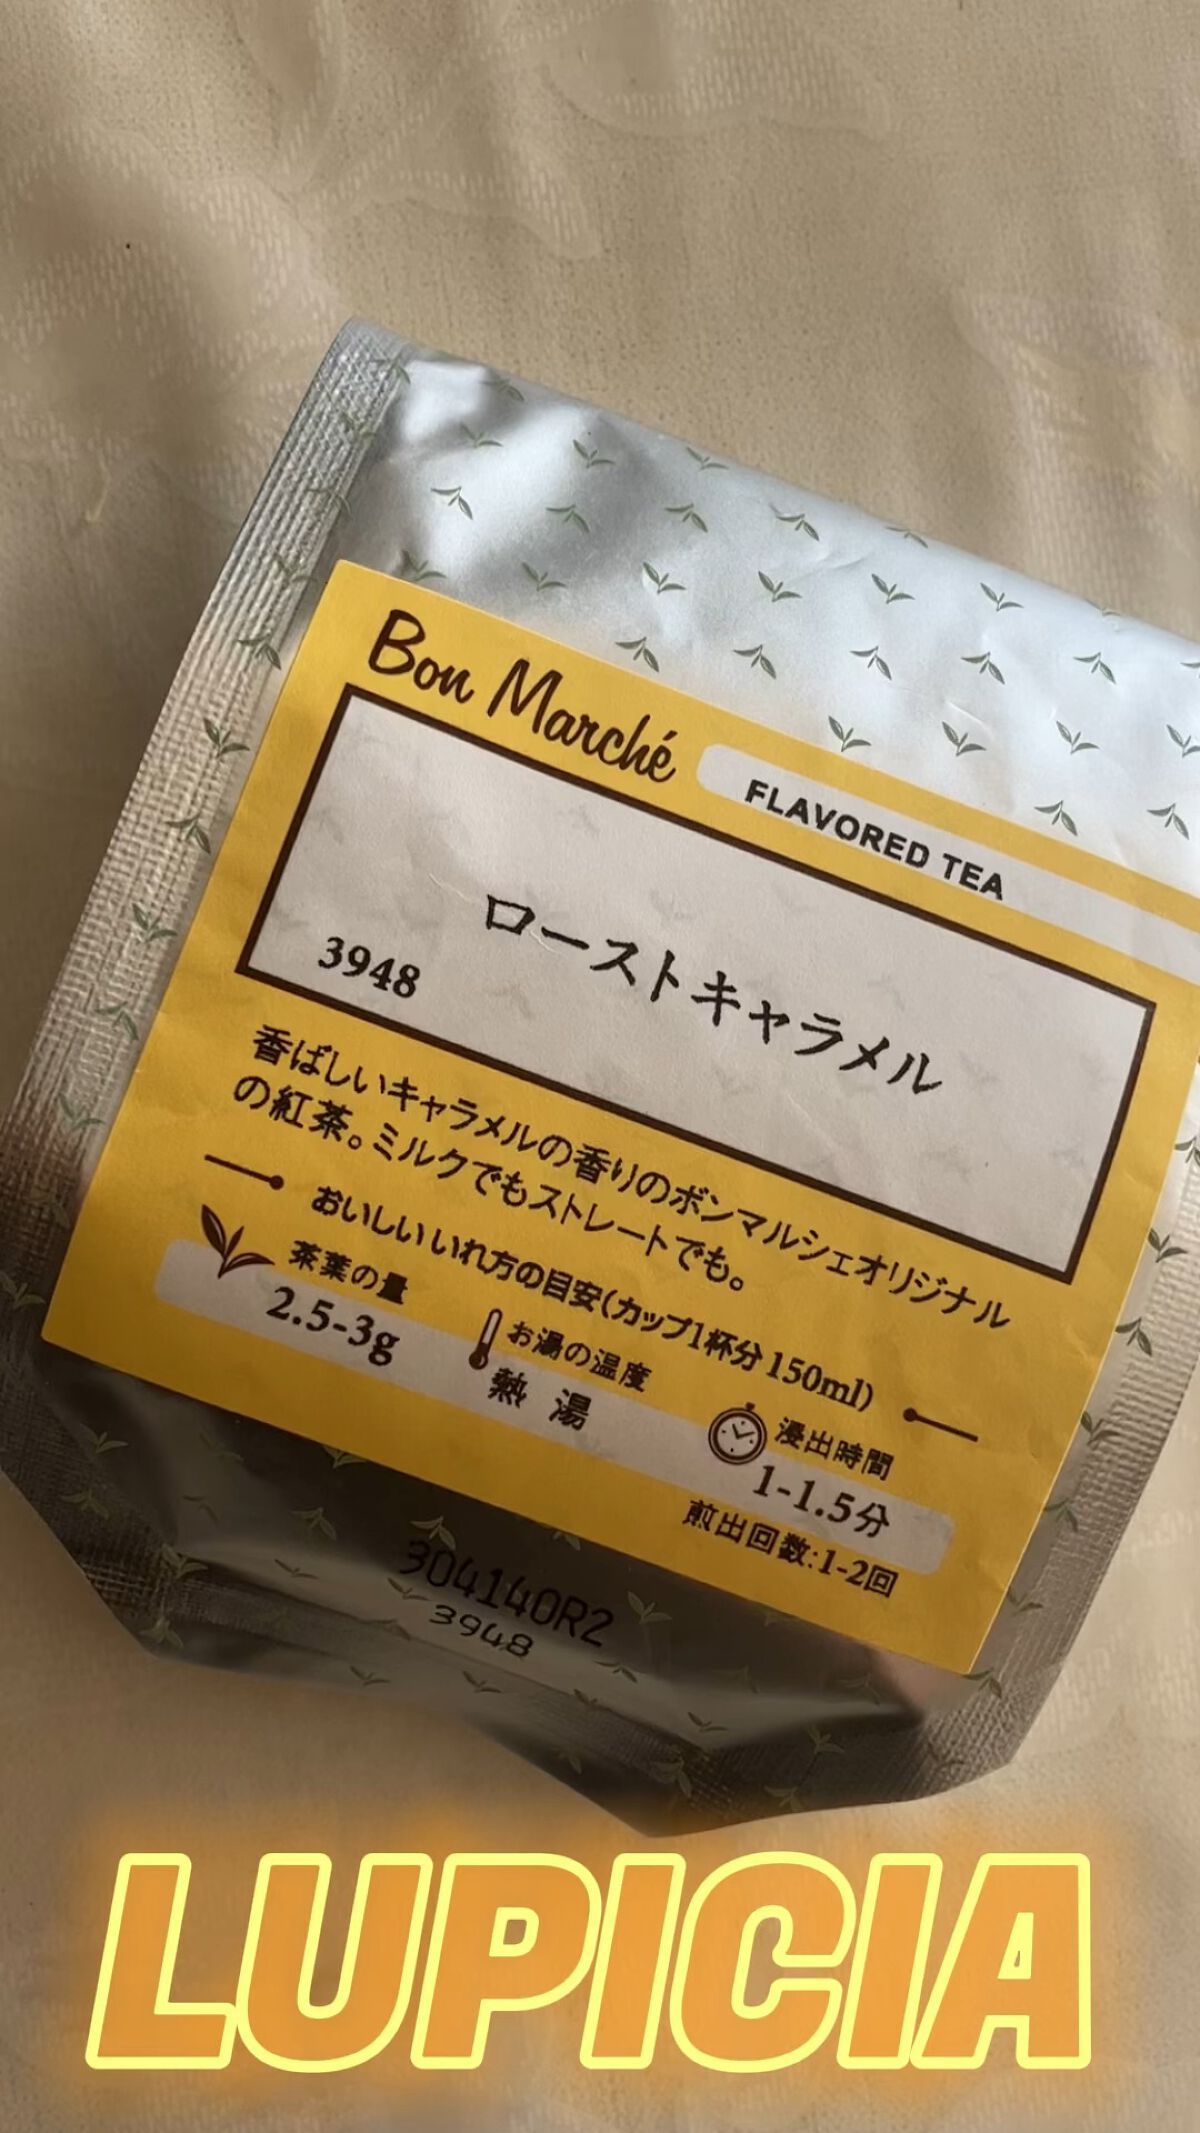 Bon Marché
FLAVORED TEA
ローストキャラメル
3948
香ばしいキャラメルの香りのボンマルシェオリジナル
の紅茶。ミルクでもストレートでも。
おいしいいれ方の目安(カップ1杯分 150ml)
茶葉の量
2.5-3g
お湯の温度
熱湯
浸出時間
1-1.5分
煎出回数:1-2回
304140R2
3948
LUPICIA